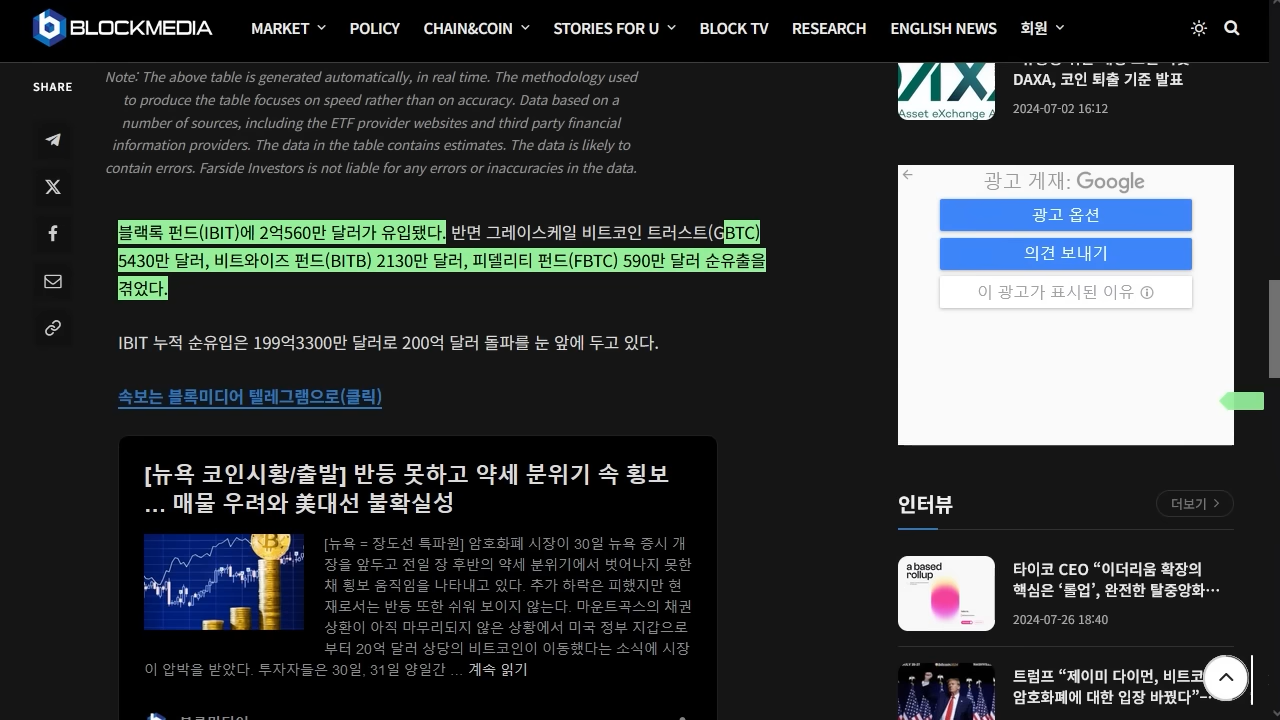 BLOCKMEDIA
MARKET
POLICY
CHAIN&COIN
STORIES FOR U
BLOCK TV
RESEARCH
ENGLISH NEWS
회원
SHARE
Note: The above table is generated automatically, in real time. The methodology used
to produce the table focuses on speed rather than on accuracy. Data based on a
number of sources, including the ETF provider websites and third party financial
information providers. The data in the table contains estimates. The data is likely to
contain errors. Farside Investors is not liable for any errors or inaccuracies in the data.
블랙록 펀드(IBIT)에 2억560만 달러가 유입됐다. 반면 그레이스케일 비트코인 트러스트(GBTC)
5430만 달러, 비트와이즈 펀드(BITB) 2130만 달러, 피델리티 펀드(FBTC) 590만 달러 순유출을
겪었다.
IBIT 누적 순유입은 199억3300만 달러로 200억 달러 돌파를 눈 앞에 두고 있다.
속보는 블록미디어 텔레그램으로(클릭)
[뉴욕 코인시황/출발] 반등 못하고 약세 분위기 속 횡보
… 매물 우려와 美대선 불확실성
[뉴욕 = 장도선 특파원] 암호화폐 시장이 30일 뉴욕 증시 개
장을 앞두고 전일 장 후반의 약세 분위기에서 벗어나지 못한
채 횡보 움직임을 나타내고 있다. 추가 하락은 피했지만 현
재로서는 반등 또한 쉬워 보이지 않는다. 마운트곡스의 채권
상환이 아직 마무리되지 않은 상황에서 미국 정부 지갑으로
부터 20억 달러 상당의 비트코인이 이동했다는 소식에 시장
이 압박을 받았다. 투자자들은 30일, 31일 양일간 … 계속 읽기
DAXA, 코인 퇴출 기준 발표
2024-07-02 16:12
Asset eXchange A
광고 게재: Google
광고 옵션
의견 보내기
이 광고가 표시된 이유
인터뷰
더보기
a based
rollup
타이코 CEO “이더리움 확장의
핵심은 ‘롤업’, 완전한 탈중앙화…
2024-07-26 18:40
트럼프 “제이미 다이먼, 비트코
암호화폐에 대한 입장 바꿨다”–